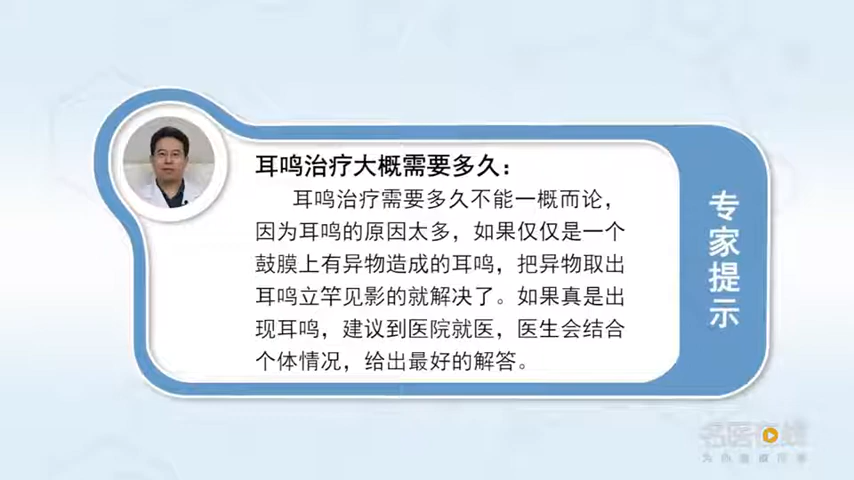 耳鸣治疗大概需要多久：
耳鸣治疗需要多久不能一概而论，
因为耳鸣的原因太多，如果仅仅是一个
鼓膜上有异物造成的耳鸣，把异物取出
耳鸣立竿见影的就解决了。如果真是出
现耳鸣，建议到医院就医，医生会结合
个体情况，给出最好的解答。
专家提示